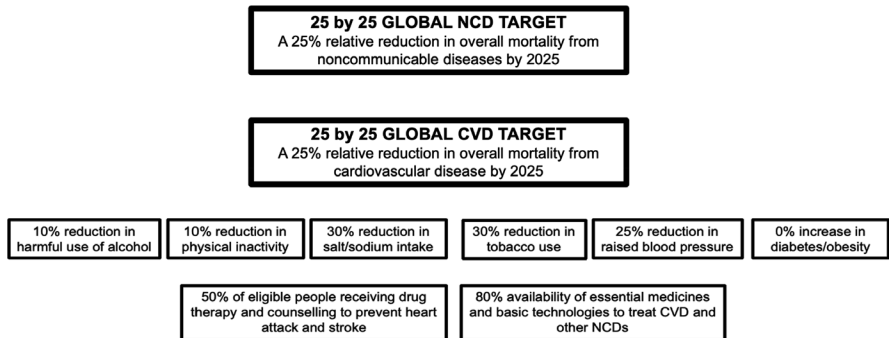 25 by 25 GLOBAL NCD TARGET
A 25% relative reduction in overall mortality from
noncommunicable diseases by 2025
25 by 25 GLOBAL CVD TARGET
A 25% relative reduction in overall mortality from
cardiovascular disease by 2025
10% reduction in
harmful use of alcohol
10% reduction in
physical inactivity
30% reduction in
salt/sodium intake
30% reduction in
tobacco use
25% reduction in
raised blood pressure
0% increase in
diabetes/obesity
50% of eligible people receiving drug
therapy and counselling to prevent heart
attack and stroke
80% availability of essential medicines
and basic technologies to treat CVD and
other NCDs